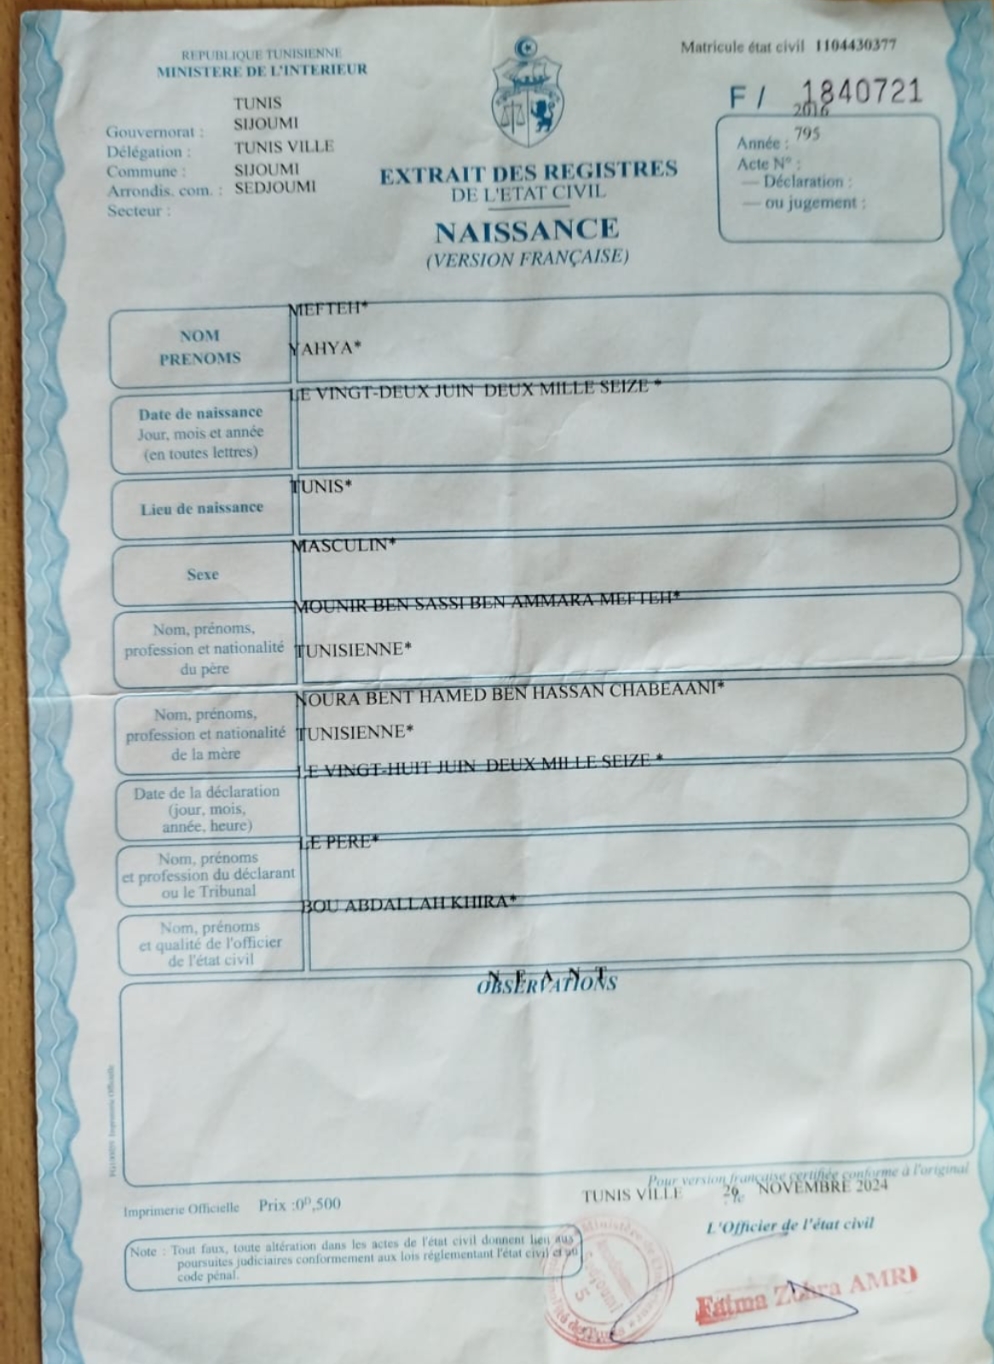 REPUBLIQUE TUNISIENNE
MINISTERE DE L'INTERIEUR
Matricule état civil 1104430377
F / 1840721
TUNIS
Gouvernorat : SIJOUMI
Délégation : TUNIS VILLE
Commune : SIJOUMI
Arrondis. com. : SEDJOUMI
Secteur :
2016
Année : 795
Acte N° :
— Déclaration :
— ou jugement :
EXTRAIT DES REGISTRES
DE L'ETAT CIVIL
NAISSANCE
(VERSION FRANÇAISE)
NOM
PRENOMS
MEFTEH*
YAHYA*
Date de naissance
Jour, mois et année
(en toutes lettres)
LE VINGT-DEUX JUIN DEUX MILLE SEIZE *
Lieu de naissance
TUNIS*
Sexe
MASCULIN*
Nom, prénoms,
profession et nationalité
du père
MOUNIR BEN SASSI BEN AMMARA MEFTEH*
TUNISIENNE*
Nom, prénoms,
profession et nationalité
de la mère
NOURA BENT HAMED BEN HASSAN CHABEAANI*
TUNISIENNE*
Date de la déclaration
(jour, mois,
année, heure)
LE VINGT-HUIT JUIN DEUX MILLE SEIZE *
Nom, prénoms
et profession du déclarant
ou le Tribunal
LE PERE*
Nom, prénoms
et qualité de l'officier
de l'état civil
BOU ABDALLAH KHIRA*
N E A N T
OBSERVATIONS
Imprimerie Officielle
Pour version française certifiée conforme à l'original
TUNIS VILLE le NOVEMBRE 2024
Imprimerie Officielle Prix :0ᴰ,500
L'Officier de l'état civil
Note : Tout faux, toute altération dans les actes de l'état civil donnent lieu aux
poursuites judiciaires conformement aux lois réglementant l'état civil et au
code pénal.
Fatma Zohra AMRI